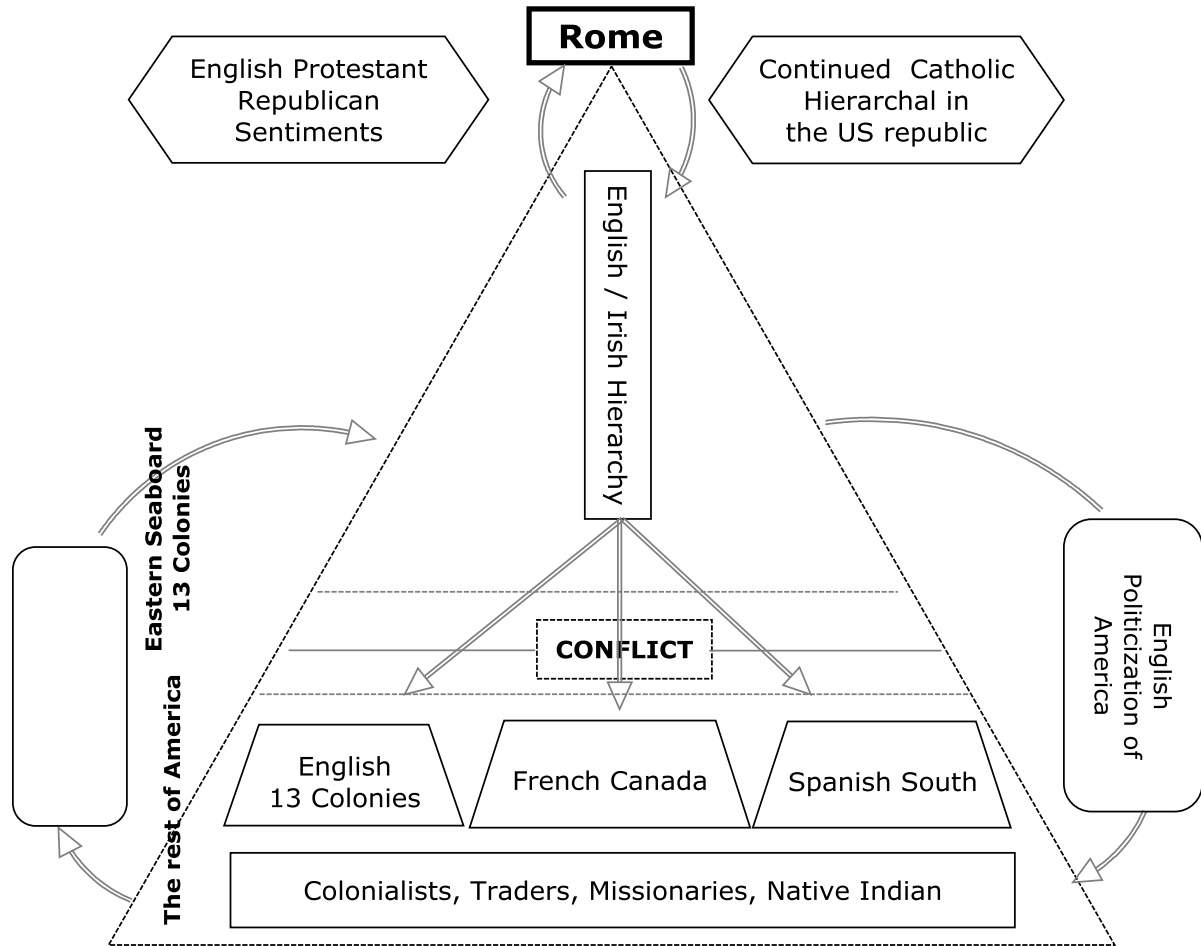 Rome
English Protestant
Republican
Sentiments
Continued Catholic
Hierarchal in
the US republic
English / Irish Hierarchy
Eastern Seaboard
13 Colonies
English
Politicization of
America
CONFLICT
The rest of America
English
13 Colonies
French Canada
Spanish South
Colonialists, Traders, Missionaries, Native Indian